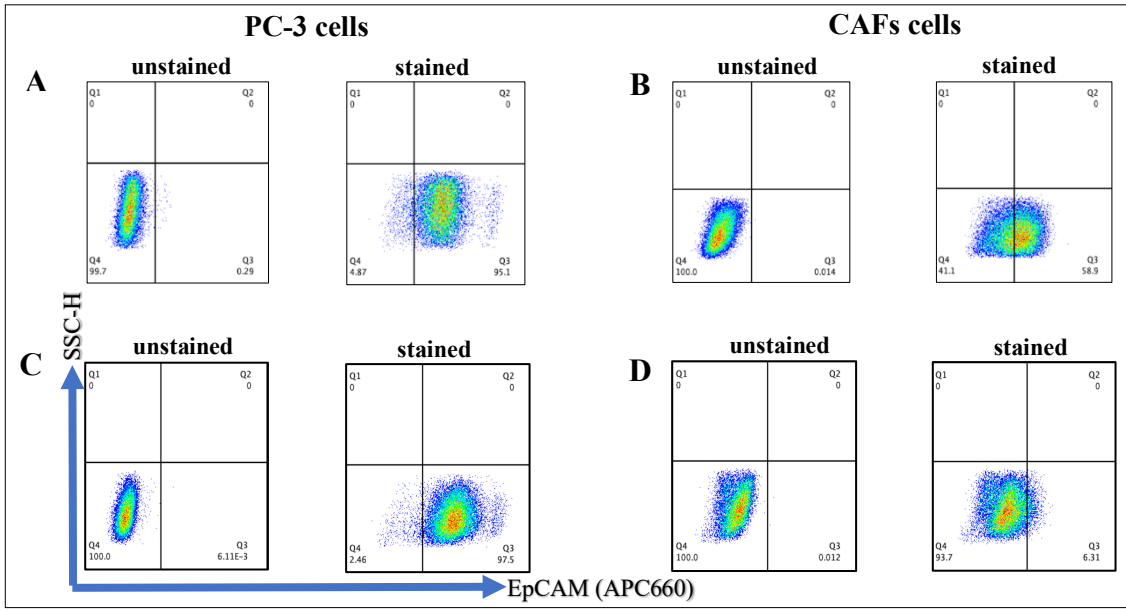 PC-3 cells
CAFs cells
A
unstained
stained
B
unstained
stained
Q1
0
Q2
0
Q4
99.7
Q3
0.29
Q1
0
Q2
0
Q4
4.87
Q3
95.1
Q1
0
Q2
0
Q4
100.0
Q3
0.014
Q1
0
Q2
0
Q4
41.1
Q3
58.9
SSC-H
C
unstained
stained
D
unstained
stained
Q1
0
Q2
0
Q4
100.0
Q3
6.11E-3
Q1
0
Q2
0
Q4
2.46
Q3
97.5
Q1
0
Q2
0
Q4
100.0
Q3
0.012
Q1
0
Q2
0
Q4
93.7
Q3
6.31
EpCAM (APC660)